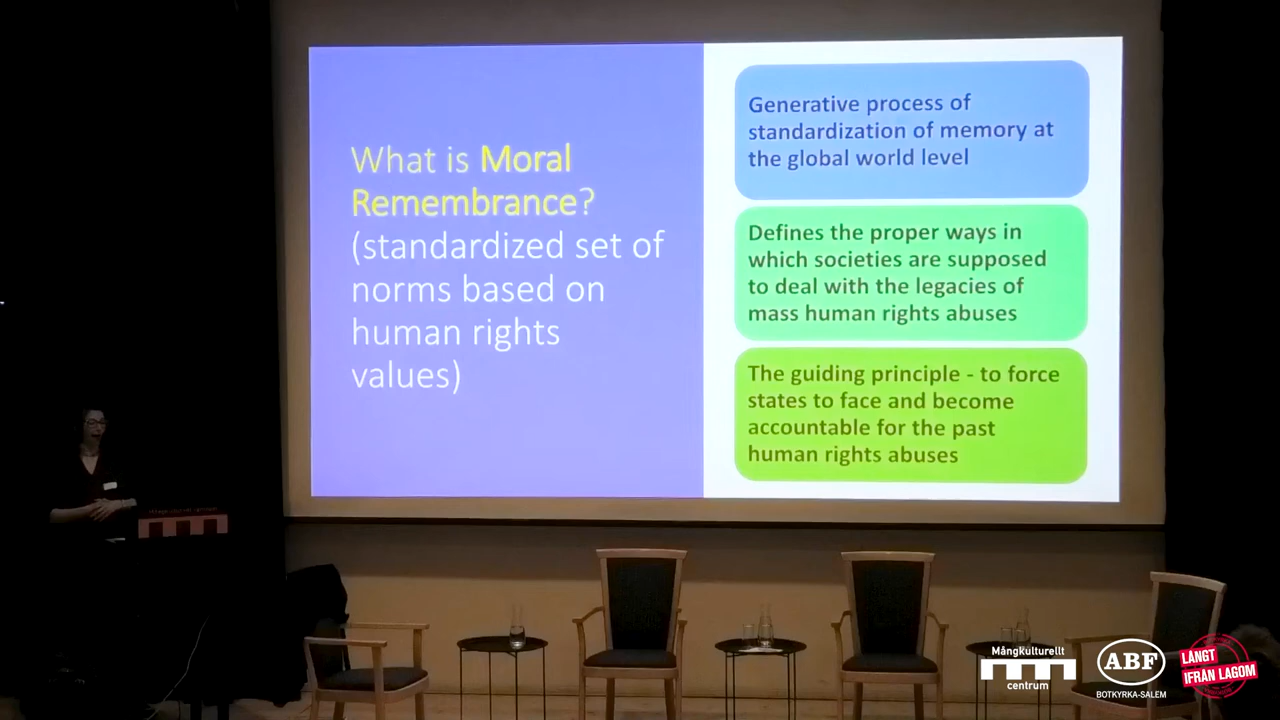 What is Moral
Remembrance?
(standardized set of
norms based on
human rights
values)
Generative process of
standardization of memory at
the global world level
Defines the proper ways in
which societies are supposed
to deal with the legacies of
mass human rights abuses
The guiding principle - to force
states to face and become
accountable for the past
human rights abuses
Mångkulturellt
centrum
ABF
BOTKYRKA-SALEM
LÅNGT
IFRÅN LAGOM